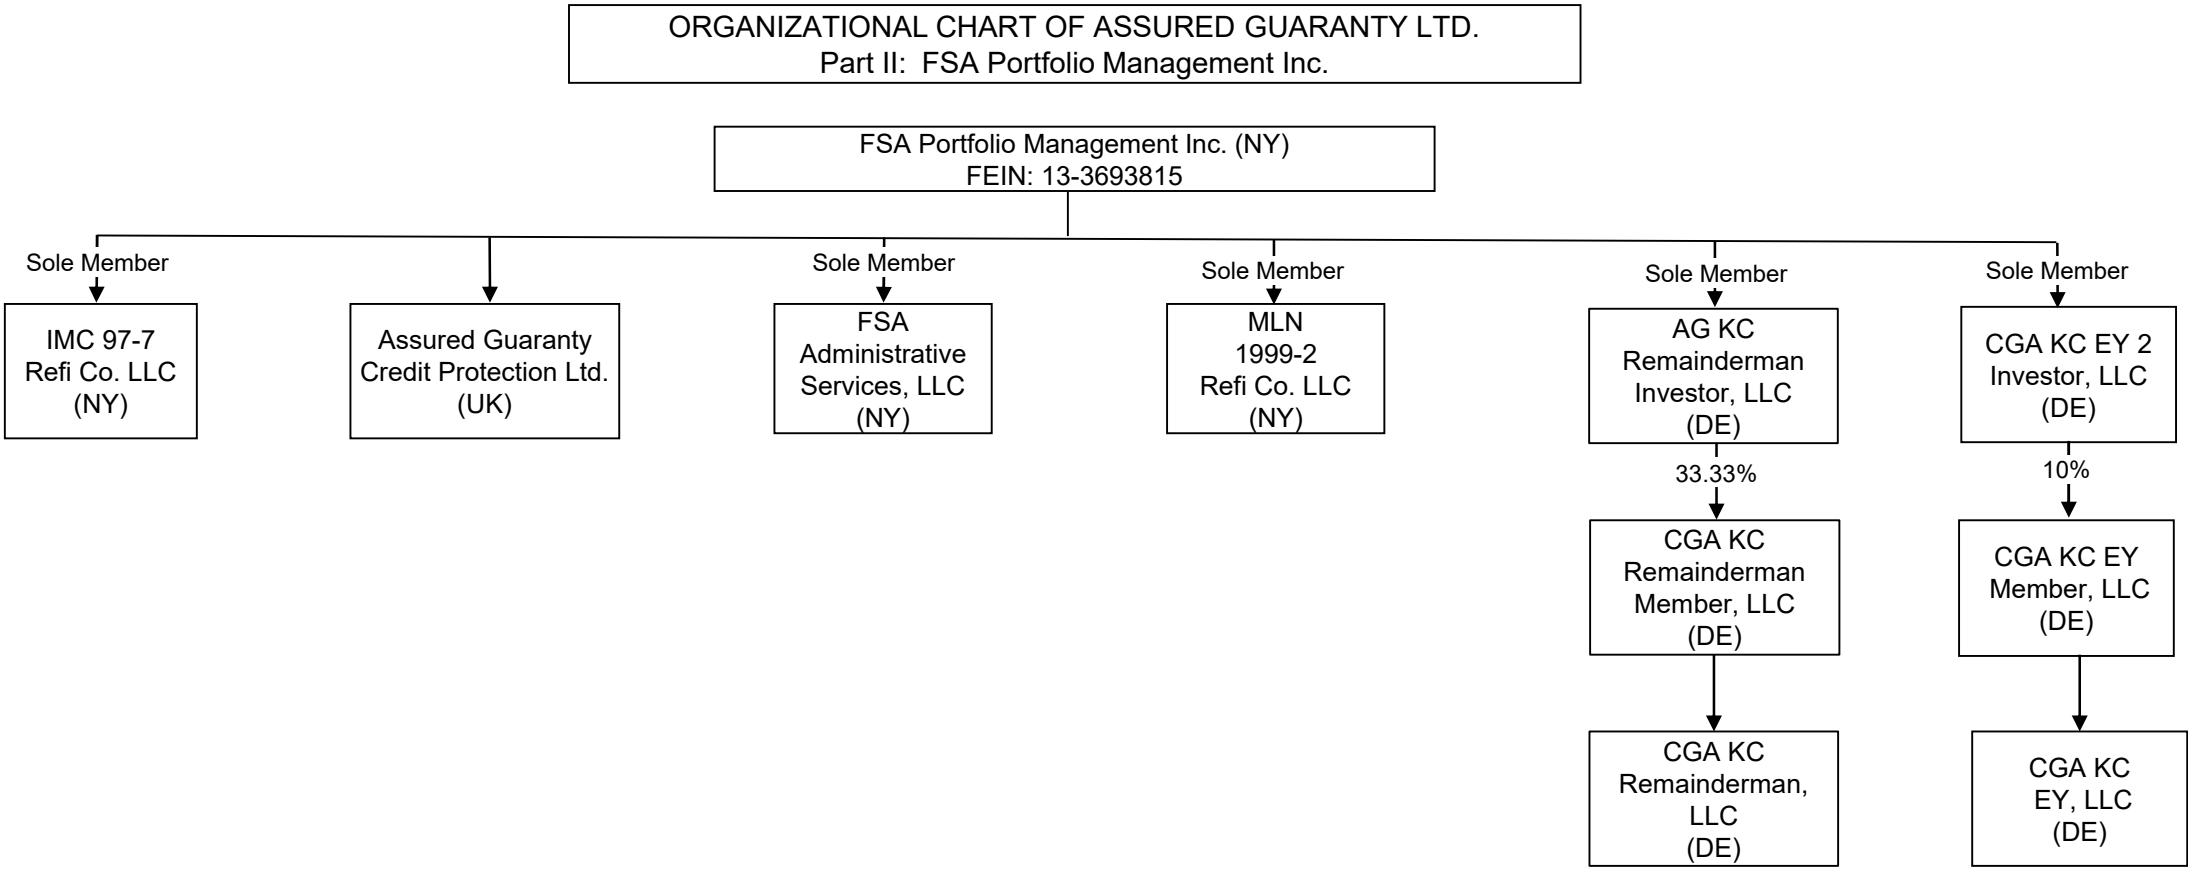 ORGANIZATIONAL CHART OF ASSURED GUARANTY LTD.
Part II:  FSA Portfolio Management Inc.
FSA Portfolio Management Inc. (NY)
FEIN: 13-3693815
Sole Member
IMC 97-7
Refi Co. LLC
(NY)
Assured Guaranty
Credit Protection Ltd.
(UK)
Sole Member
FSA
Administrative
Services, LLC
(NY)
Sole Member
MLN
1999-2
Refi Co. LLC
(NY)
Sole Member
AG KC
Remainderman
Investor, LLC
(DE)
33.33%
CGA KC
Remainderman
Member, LLC
(DE)
CGA KC
Remainderman,
LLC
(DE)
Sole Member
CGA KC EY 2
Investor, LLC
(DE)
10%
CGA KC EY
Member, LLC
(DE)
CGA KC
EY, LLC
(DE)